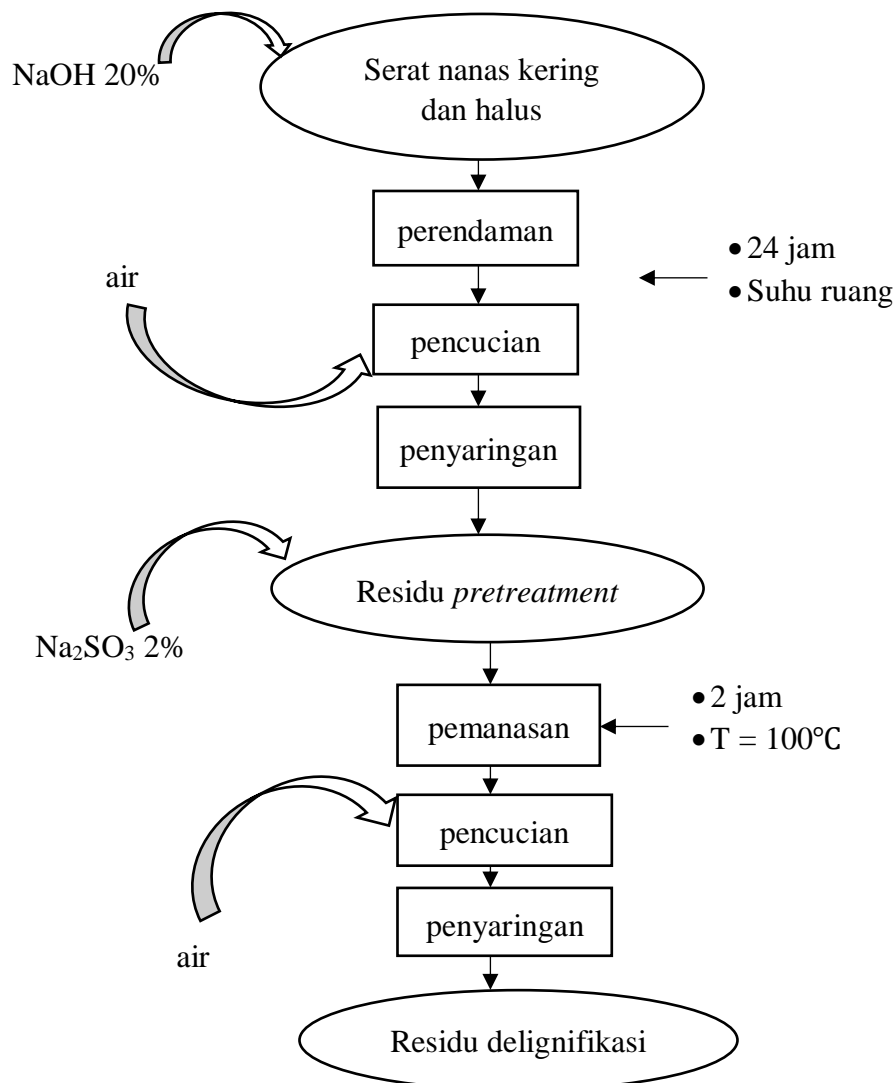 NaOH 20%
Serat nanas kering
dan halus
perendaman
• 24 jam
• Suhu ruang
air
pencucian
penyaringan
Residu pretreatment
Na₂SO₃ 2%
pemanasan
• 2 jam
• T = 100℃
pencucian
penyaringan
air
Residu delignifikasi